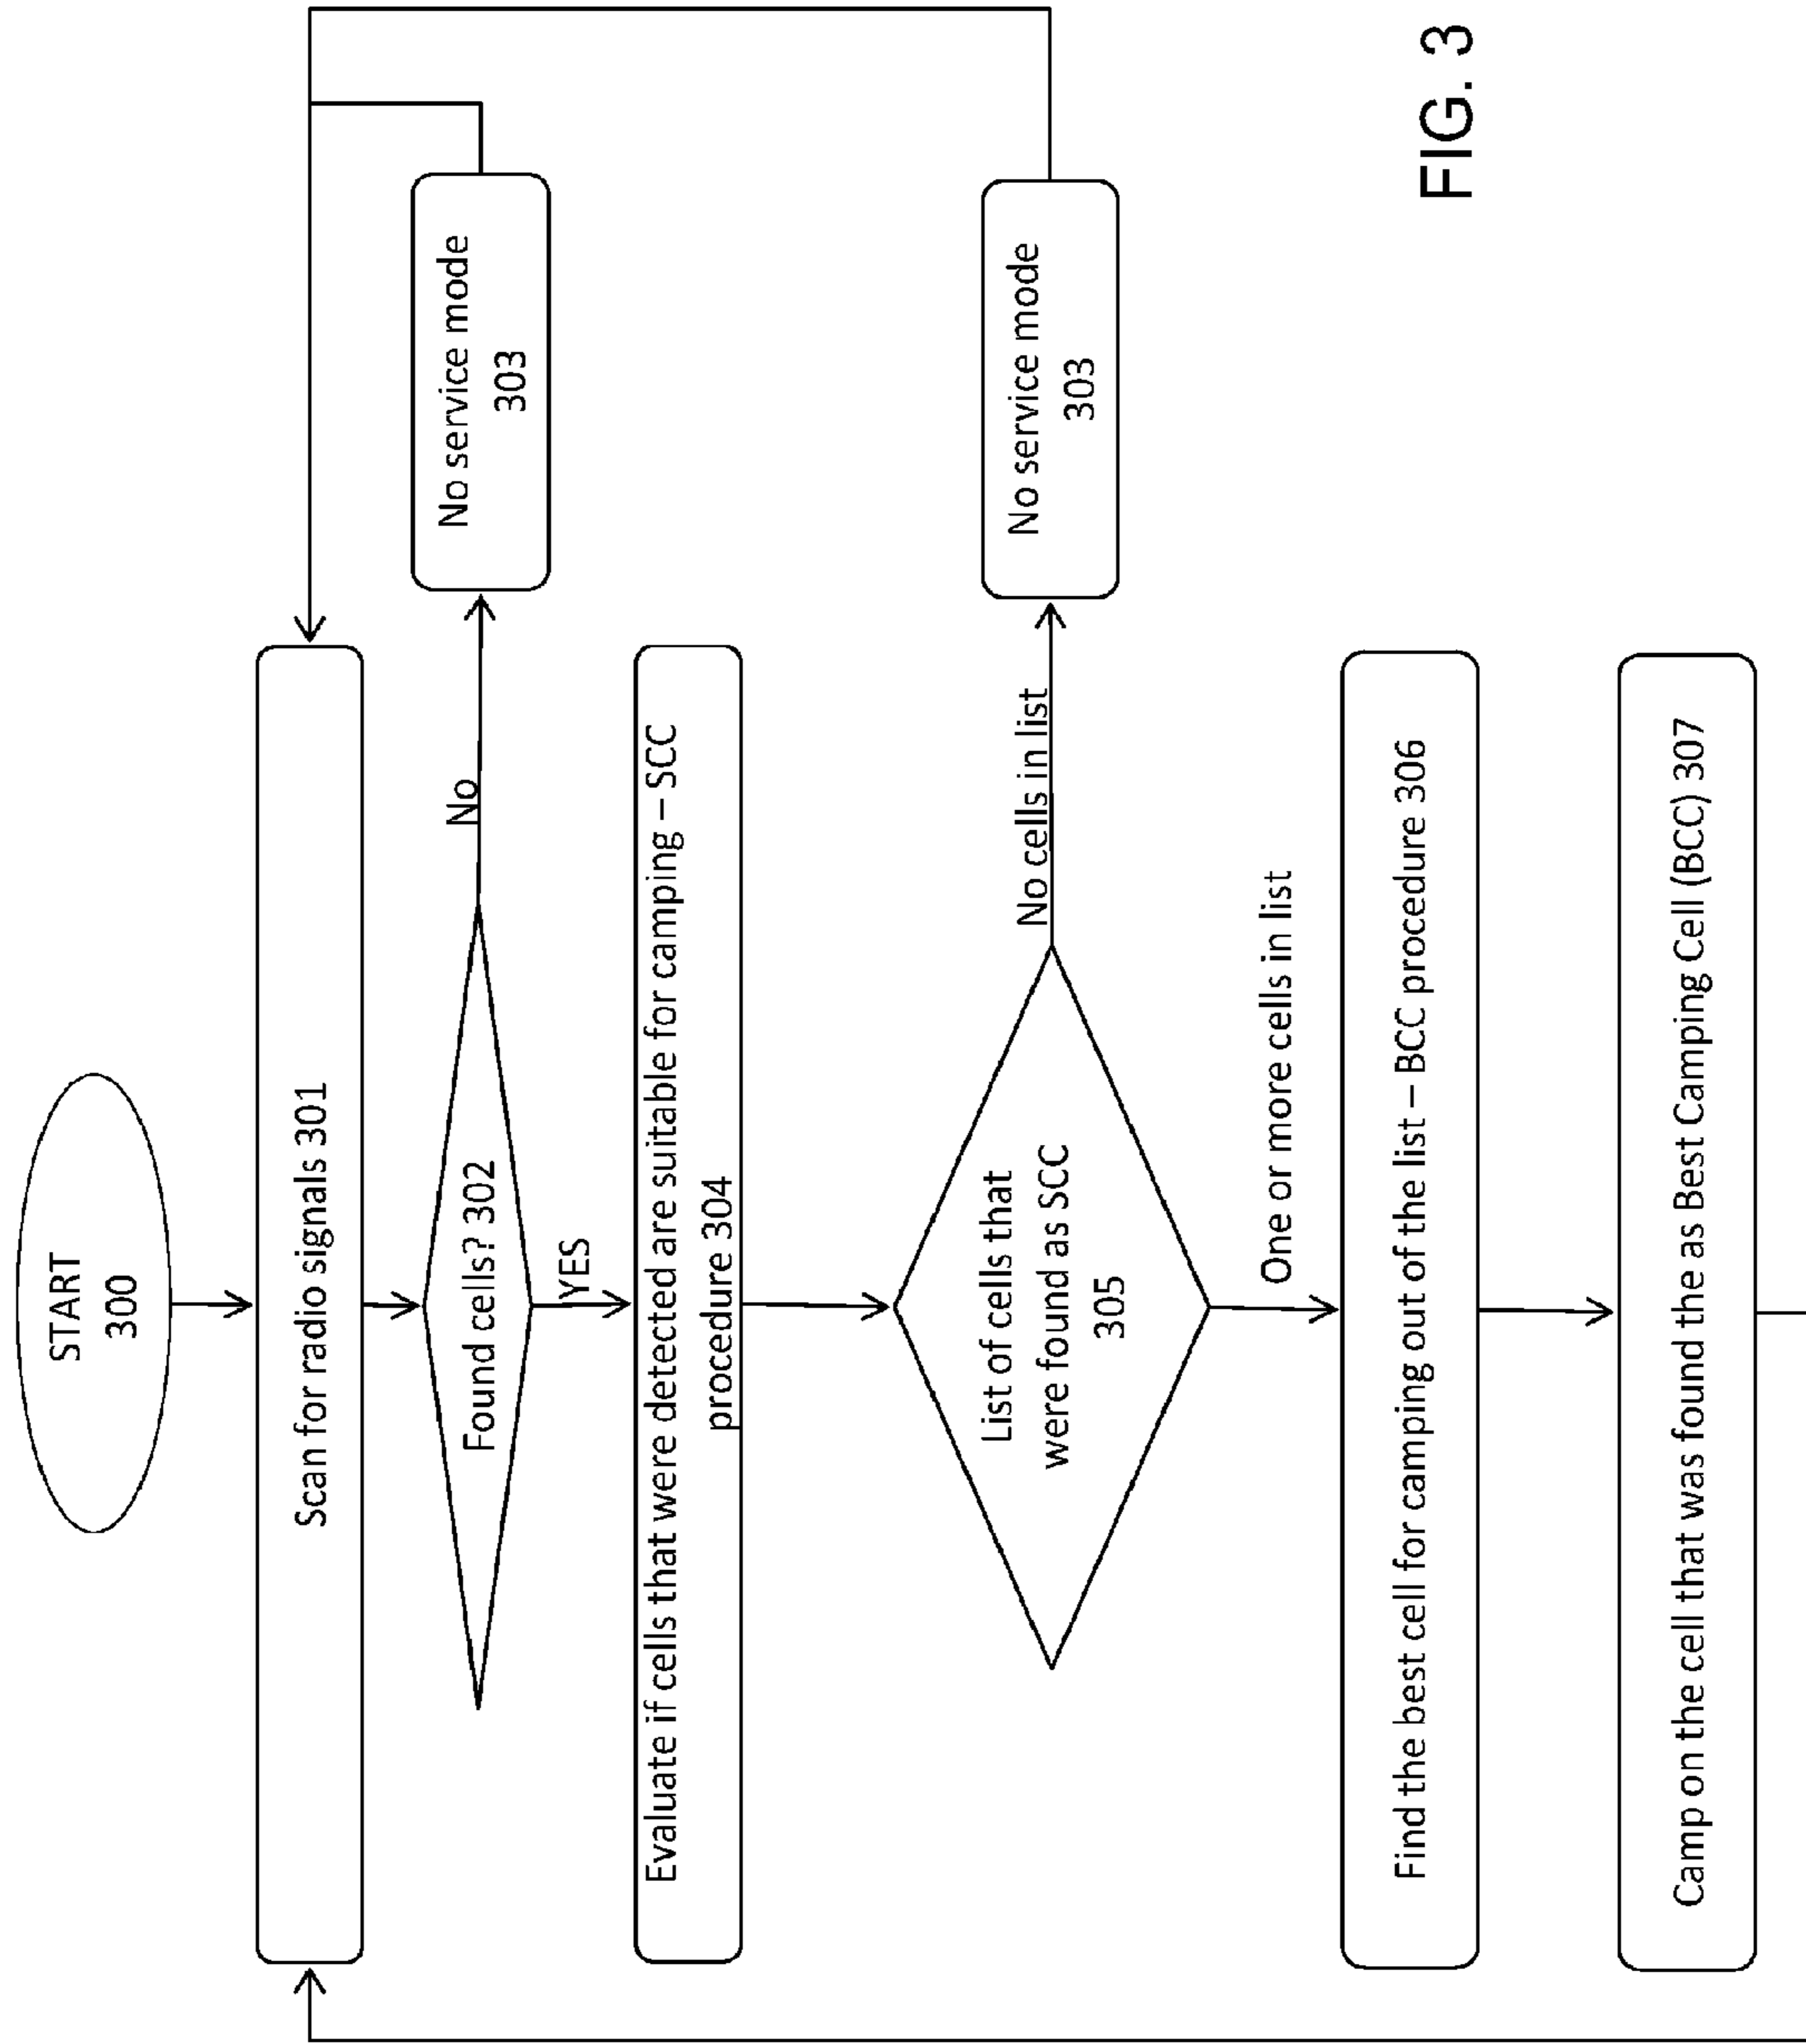 START
300
Scan for radio signals 301
Found cells? 302
No
No service mode
303
YES
Evaluate if cells that were detected are suitable for camping – SCC
procedure 304
List of cells that
were found as SCC
305
No cells in list
No service mode
303
One or more cells in list
Find the best cell for camping out of the list – BCC procedure 306
Camp on the cell that was found the as Best Camping Cell (BCC) 307
FIG. 3